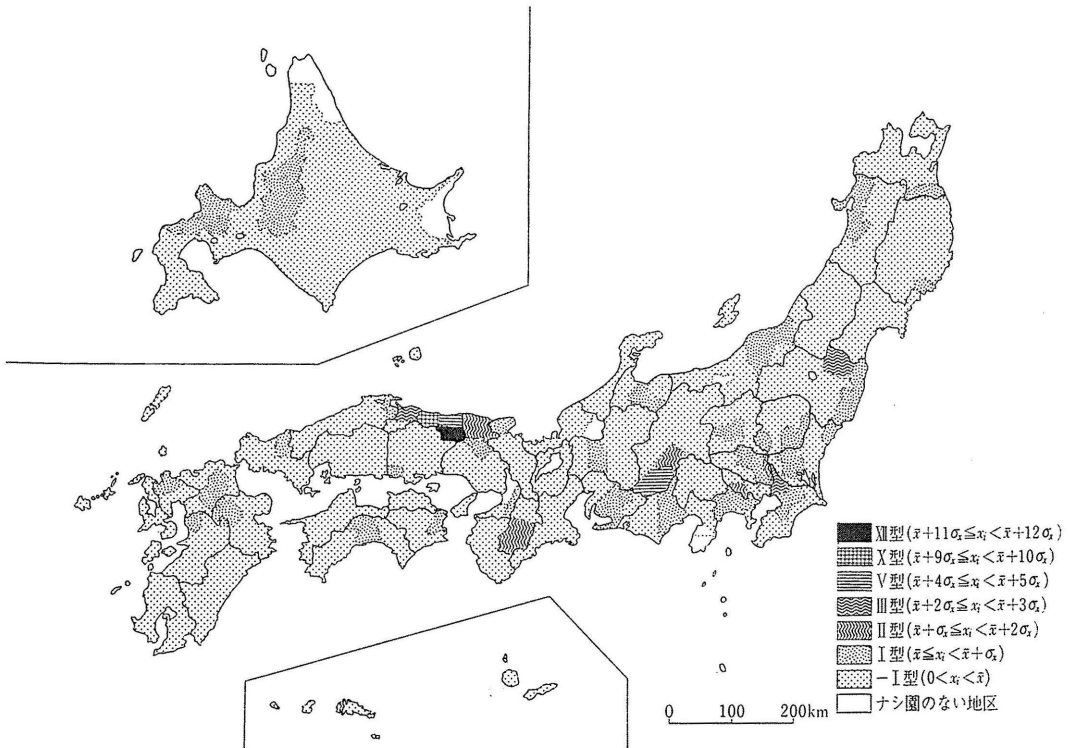 Ⅻ型(x̄+11σₓ≦xᵢ<x̄+12σₓ)
Ⅹ型(x̄+9σₓ≦xᵢ<x̄+10σₓ)
Ⅴ型(x̄+4σₓ≦xᵢ<x̄+5σₓ)
Ⅲ型(x̄+2σₓ≦xᵢ<x̄+3σₓ)
Ⅱ型(x̄+σₓ≦xᵢ<x̄+2σₓ)
Ⅰ型(x̄≦xᵢ<x̄+σₓ)
−Ⅰ型(0<xᵢ<x̄)
ナシ園のない地区
0 100 200km